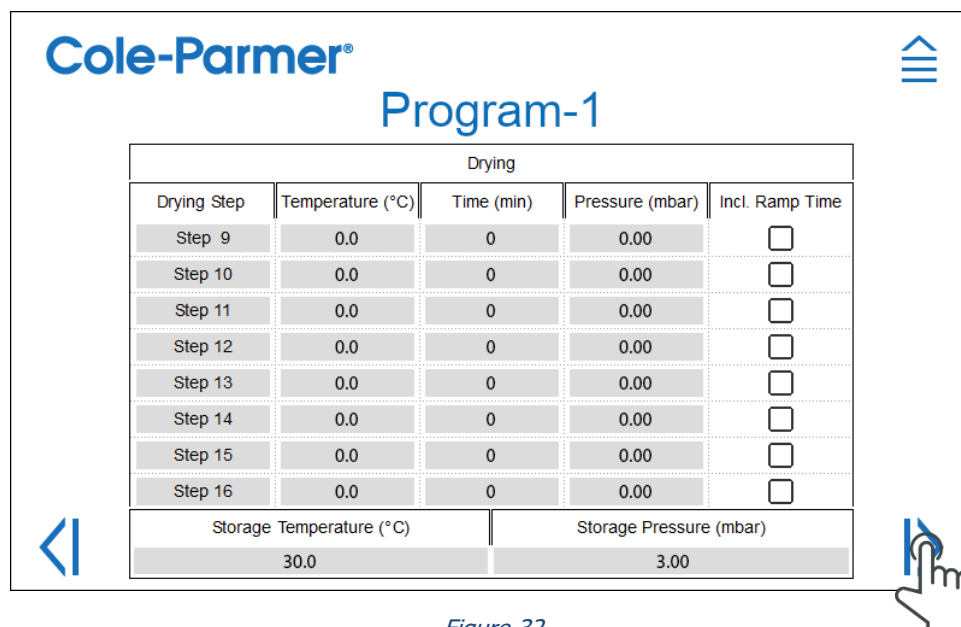 Cole-Parmer®
Program-1
Drying
Drying Step Temperature (°C) Time (min) Pressure (mbar) Incl. Ramp Time
Step 9 0.0 0 0.00
Step 10 0.0 0 0.00
Step 11 0.0 0 0.00
Step 12 0.0 0 0.00
Step 13 0.0 0 0.00
Step 14 0.0 0 0.00
Step 15 0.0 0 0.00
Step 16 0.0 0 0.00
Storage Temperature (°C) Storage Pressure (mbar)
30.0 3.00
Figure 32